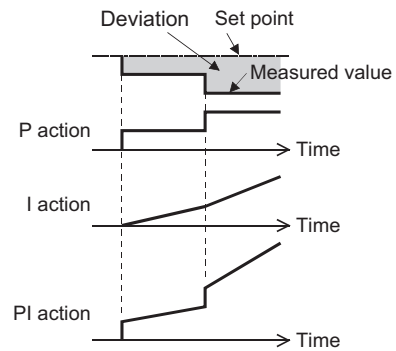 Deviation
Set point
Measured value
P action
Time
I action
Time
PI action
Time